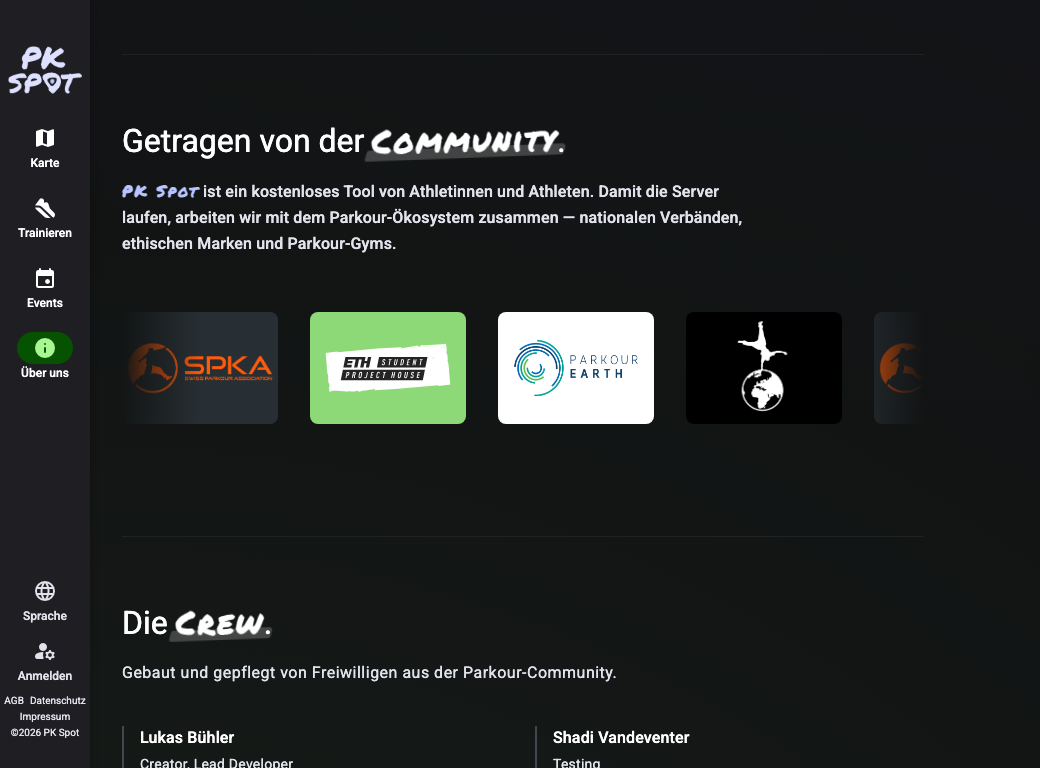 PK
SPOT
Karte
Trainieren
Events
Über uns
Sprache
Anmelden
AGB Datenschutz
Impressum
©2026 PK Spot
Getragen von der Community.
PK Spot ist ein kostenloses Tool von Athletinnen und Athleten. Damit die Server
laufen, arbeiten wir mit dem Parkour-Ökosystem zusammen — nationalen Verbänden,
ethischen Marken und Parkour-Gyms.
SPKA
SWISS PARKOUR ASSOCIATION
ETH STUDENT
PROJECT HOUSE
PARKOUR
EARTH
Die Crew.
Gebaut und gepflegt von Freiwilligen aus der Parkour-Community.
Lukas Bühler
Creator, Lead Developer
Shadi Vandeventer
Testing